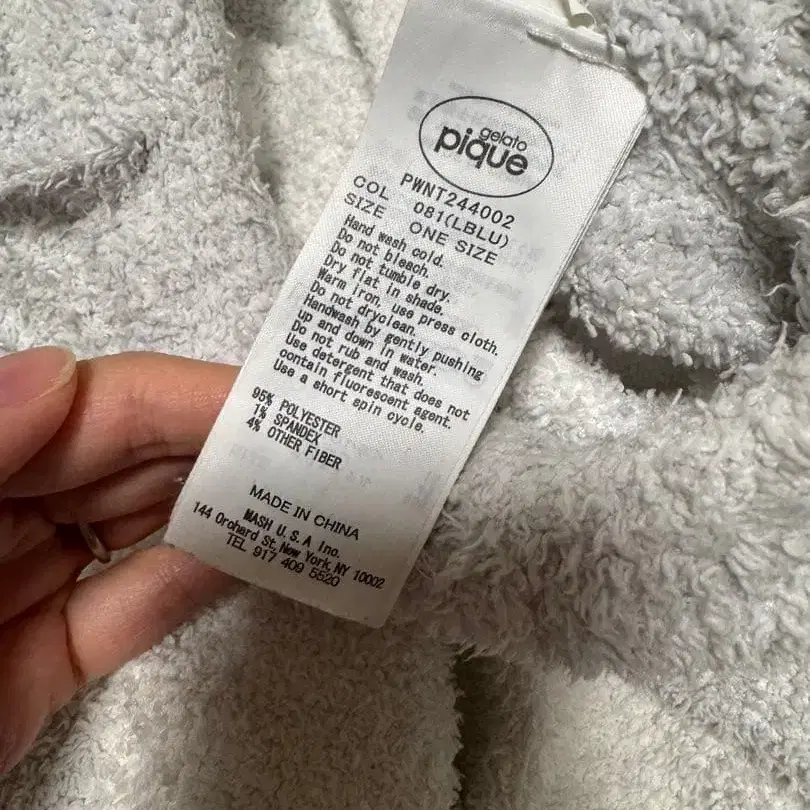 gelato
pique
PWNT244002
COL 081(LBLU)
SIZE ONE SIZE
Hand wash cold.
Do not bleach.
Do not tumble dry.
Dry flat in shade.
Warm iron, use press cloth.
Do not dryclean.
Handwash by gently pushing
up and down in water.
Do not rub and wash.
Use detergent that does not
contain fluorescent agent.
Use a short spin cycle.
95% POLYESTER
1% SPANDEX
4% OTHER FIBER
MADE IN CHINA
MASH U.S.A Inc.
144 Orchard St, New York, NY 10002
TEL 917 409 5520